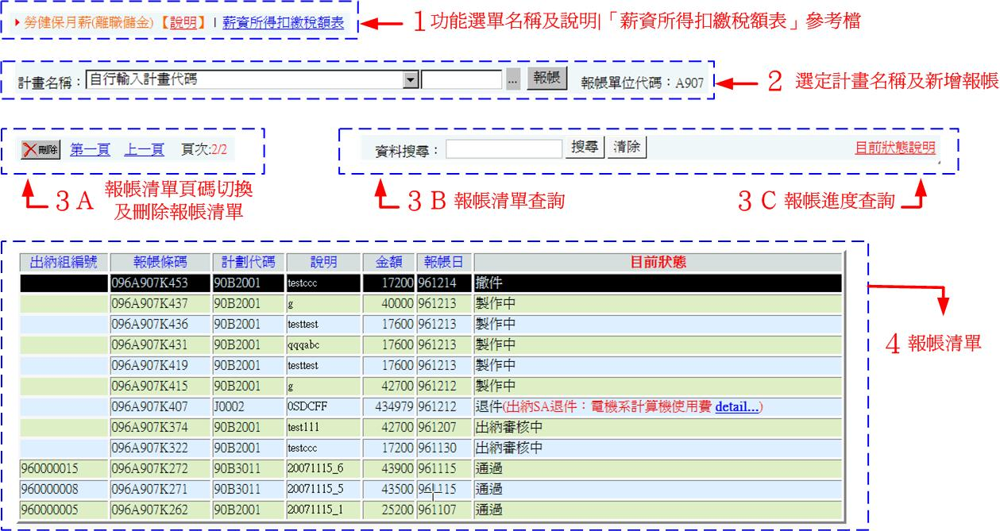 勞健保月薪(離職儲金)【說明】 | 薪資所得扣繳稅額表
1 功能選單名稱及說明|「薪資所得扣繳稅額表」參考檔
計畫名稱：自行輸入計畫代碼 ... 報帳 報帳單位代碼：A907
2 選定計畫名稱及新增報帳
刪除 第一頁 上一頁 頁次:2/2
資料搜尋： 搜尋 清除 目前狀態說明
3 A 報帳清單頁碼切換
及刪除報帳清單
3 B 報帳清單查詢
3 C 報帳進度查詢
出納組編號 報帳條碼 計劃代碼 說明 金額 報帳日 目前狀態
096A907K453 90B2001 testccc 17200 961214 撤件
096A907K437 90B2001 g 40000 961213 製作中
096A907K436 90B2001 testtest 17600 961213 製作中
096A907K431 90B2001 qqqabc 17600 961213 製作中
096A907K419 90B2001 testtest 17600 961213 製作中
096A907K415 90B2001 g 42700 961212 製作中
096A907K407 J0002 0SDCFF 434979 961212 退件(出納SA退件：電機系計算機使用費 detail...)
096A907K374 90B2001 test111 42700 961207 出納審核中
096A907K322 90B2001 testccc 17200 961130 出納審核中
960000015 096A907K272 90B3011 20071115_6 43900 961115 通過
960000008 096A907K271 90B3011 20071115_5 43500 961115 通過
960000005 096A907K262 90B2001 20071115_1 25200 961107 通過
4 報帳清單